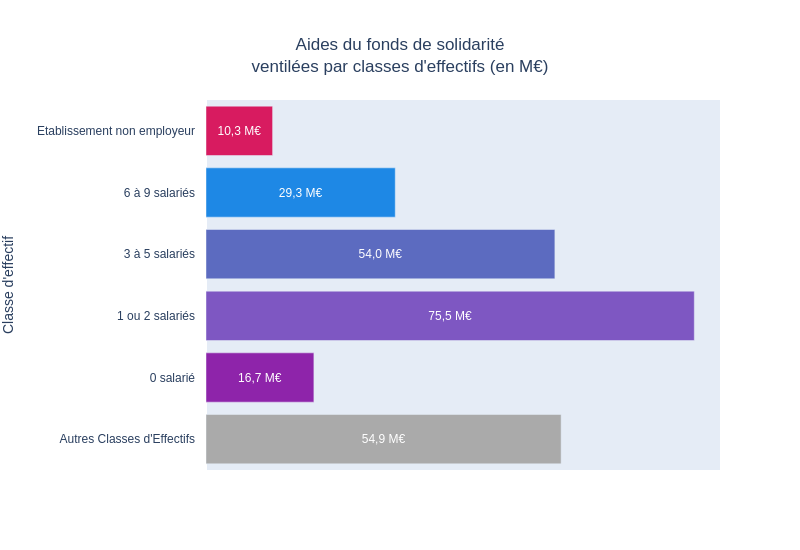 Aides du fonds de solidarité
ventilées par classes d'effectifs (en M€)
Classe d'effectif
Etablissement non employeur
10,3 M€
6 à 9 salariés
29,3 M€
3 à 5 salariés
54,0 M€
1 ou 2 salariés
75,5 M€
0 salarié
16,7 M€
Autres Classes d'Effectifs
54,9 M€